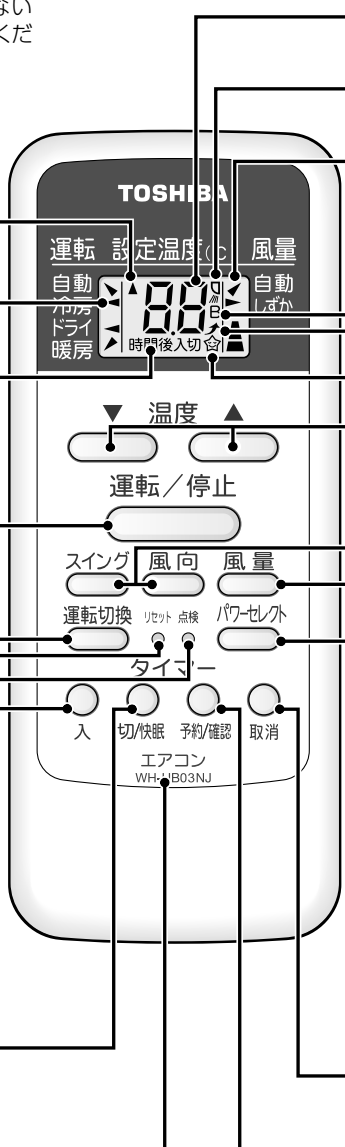 ない
くだ
TOSHIBA
運転 設定温度(℃) 風量
自動 自動
冷房 しずか
ドライ
暖房
8.8
B
時間後入切
▼ 温度 ▲
運転/停止
スイング 風向 風量
運転切換 リセット 点検 パワーセレクト
タイマー
入 切/快眠 予約/確認 取消
エアコン
WH-UB03NJ